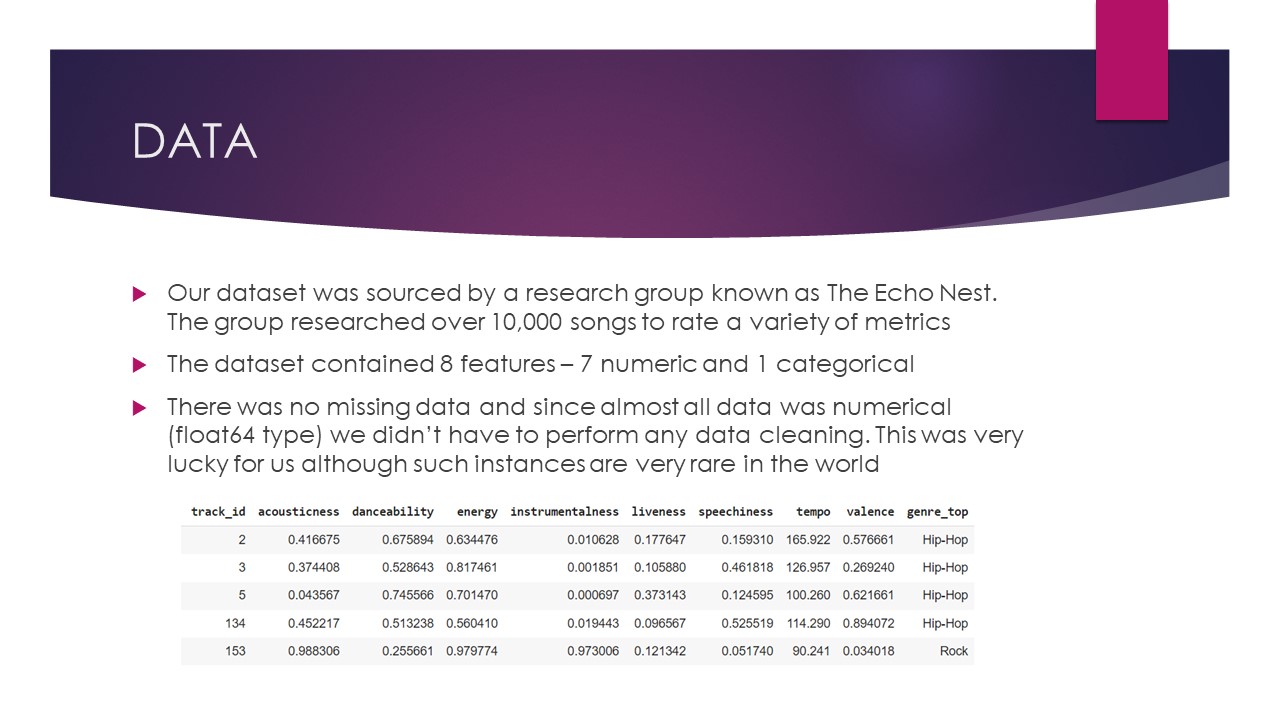 DATA
Our dataset was sourced by a research group known as The Echo Nest.
The group researched over 10,000 songs to rate a variety of metrics
The dataset contained 8 features – 7 numeric and 1 categorical
There was no missing data and since almost all data was numerical
(float64 type) we didn’t have to perform any data cleaning. This was very
lucky for us although such instances are very rare in the world
track_id acousticness danceability energy instrumentalness liveness speechiness tempo valence genre_top
2 0.416675 0.675894 0.634476 0.010628 0.177647 0.159310 165.922 0.576661 Hip-Hop
3 0.374408 0.528643 0.817461 0.001851 0.105880 0.461818 126.957 0.269240 Hip-Hop
5 0.043567 0.745566 0.701470 0.000697 0.373143 0.124595 100.260 0.621661 Hip-Hop
134 0.452217 0.513238 0.560410 0.019443 0.096567 0.525519 114.290 0.894072 Hip-Hop
153 0.988306 0.255661 0.979774 0.973006 0.121342 0.051740 90.241 0.034018 Rock